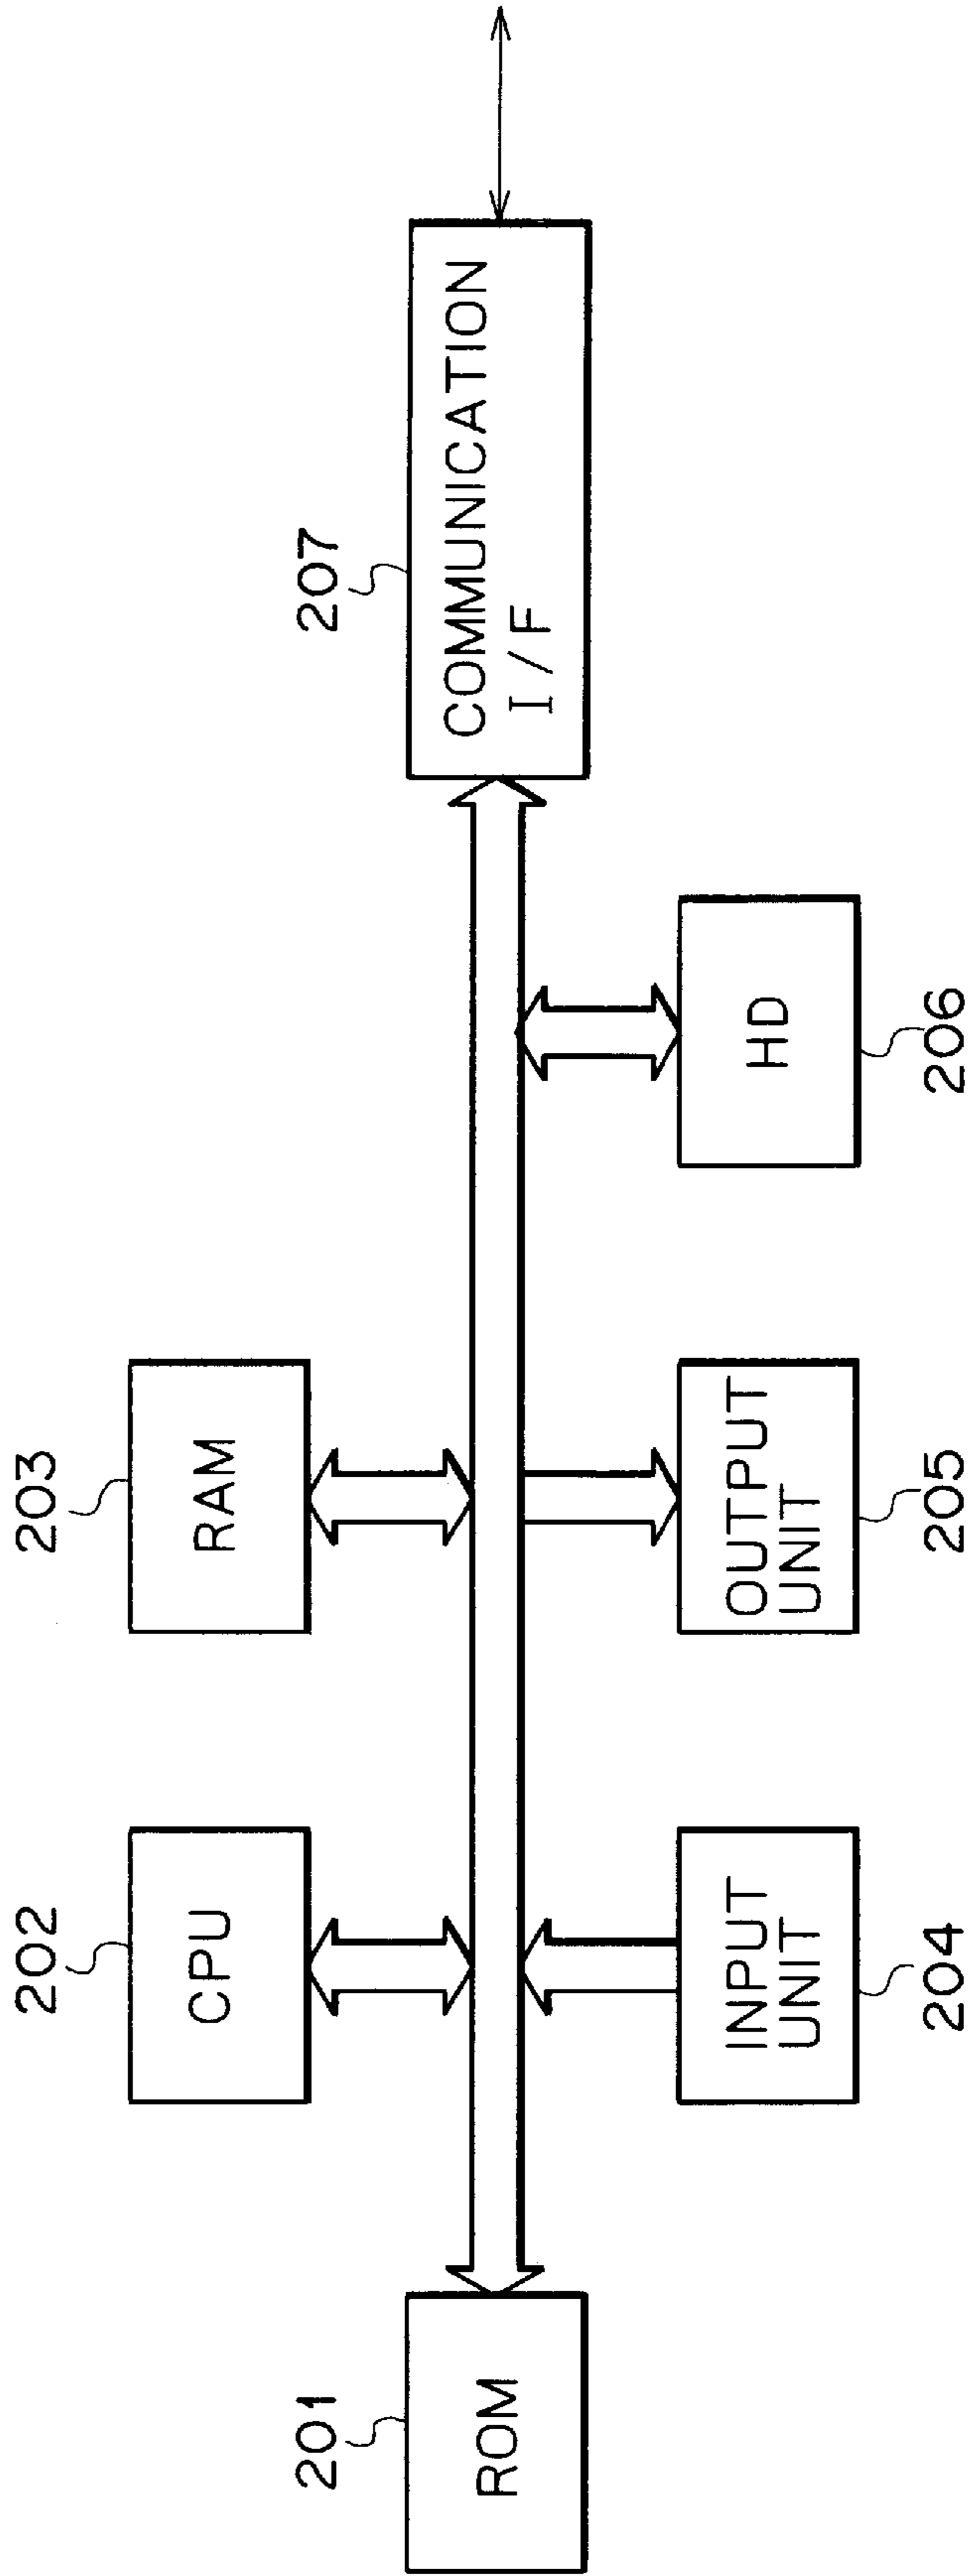 202
203
CPU
RAM
201
207
ROM
COMMUNICATION
I/F
INPUT
UNIT
OUTPUT
UNIT
HD
204
205
206